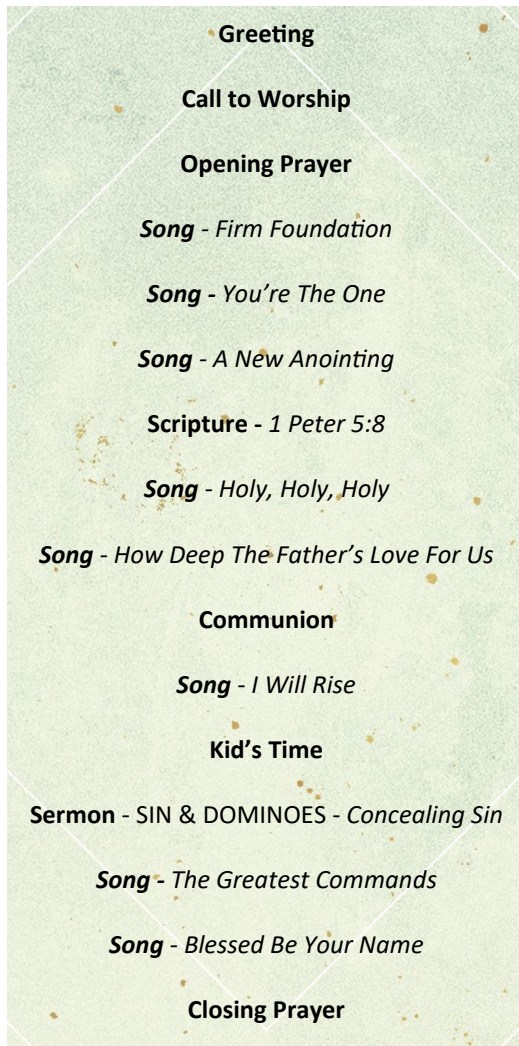 Greeting
Call to Worship
Opening Prayer
Song - Firm Foundation
Song - You’re The One
Song - A New Anointing
Scripture - 1 Peter 5:8
Song - Holy, Holy, Holy
Song - How Deep The Father’s Love For Us
Communion
Song - I Will Rise
Kid’s Time
Sermon - SIN & DOMINOES - Concealing Sin
Song - The Greatest Commands
Song - Blessed Be Your Name
Closing Prayer